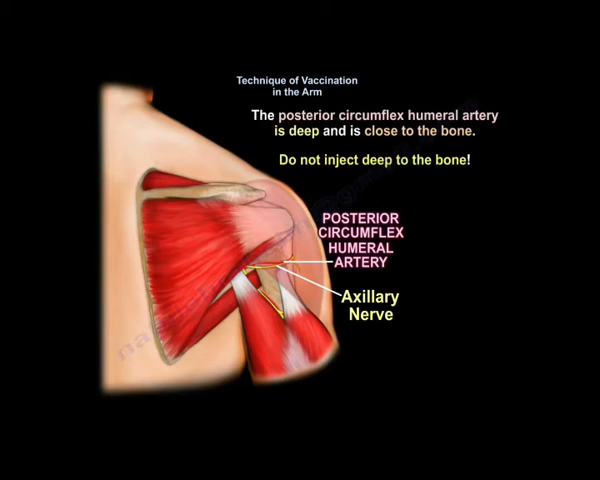 Technique of Vaccination
in the Arm
The posterior circumflex humeral artery
is deep and is close to the bone.
Do not inject deep to the bone!
POSTERIOR
CIRCUMFLEX
HUMERAL
ARTERY
Axillary
Nerve